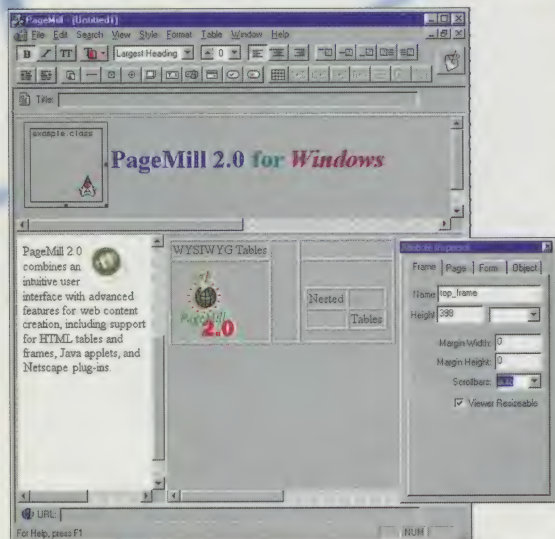 PageMill - [Untitled1]
File Edit Search View Style Format Table Window Help
B I TT Largest Heading 0
Title:
example.class
PageMill 2.0 for Windows
PageMill 2.0
combines an
intuitive user
interface with advanced
features for web content
creation, including support
for HTML tables and
frames, Java applets, and
Netscape plug-ins.
WYSIWYG Tables
PageMill
2.0
Nested
Tables
Inspector
Frame Page Form Object
Name top_frame
Height 398
Margin Width: 0
Margin Height: 0
Scrollbars:
Viewer Resizeable
URL:
For Help, press F1
NUM